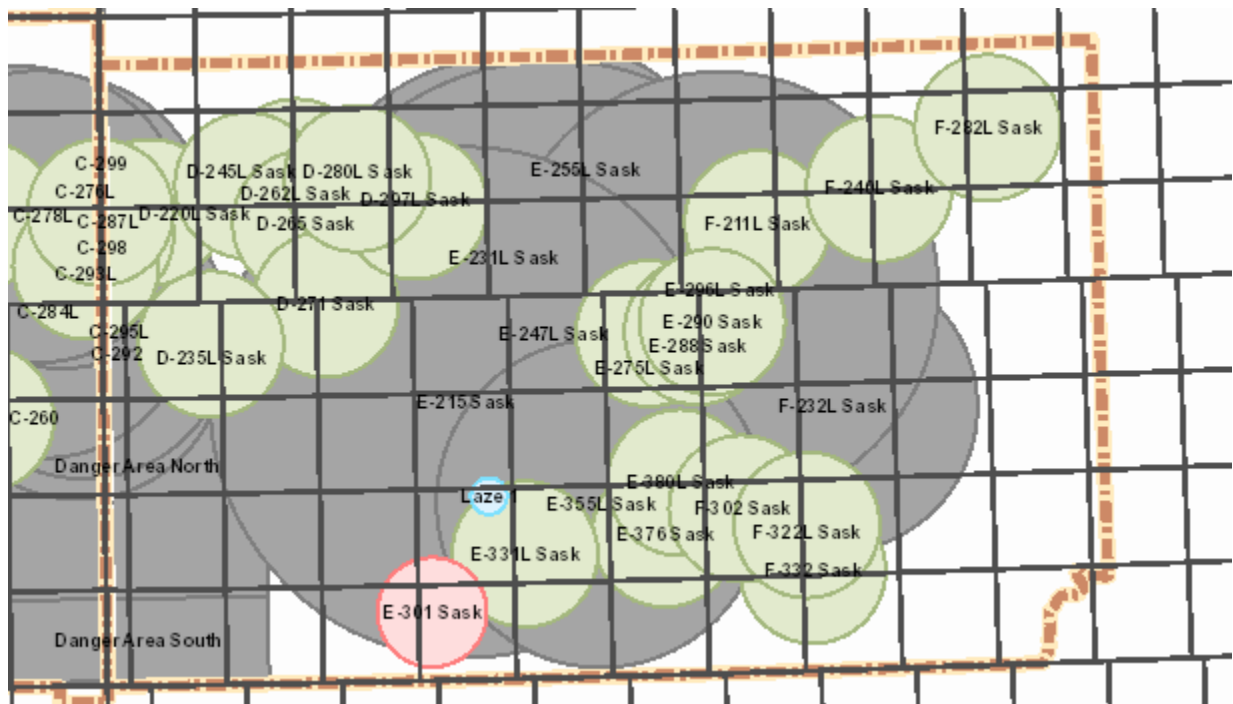 F-282L Sask
C-299
D-245L Sask
D-280L Sask
E-255L Sask
C-276L
D-262L Sask
D-297L Sask
F-240L Sask
C-278L
C-287L
D-220L Sask
D-265 Sask
F-211L Sask
C-298
E-231L Sask
C-293L
E-296L Sask
D-271 Sask
C-284L
C-295L
E-290 Sask
E-247L Sask
C-292
D-235L Sask
E-288 Sask
E-275L Sask
E-215 Sask
F-232L Sask
C-260
Danger Area North
E-380L Sask
Laze 1
E-355L Sask
F-302 Sask
E-376 Sask
F-322L Sask
E-331L Sask
F-332 Sask
E-301 Sask
Danger Area South